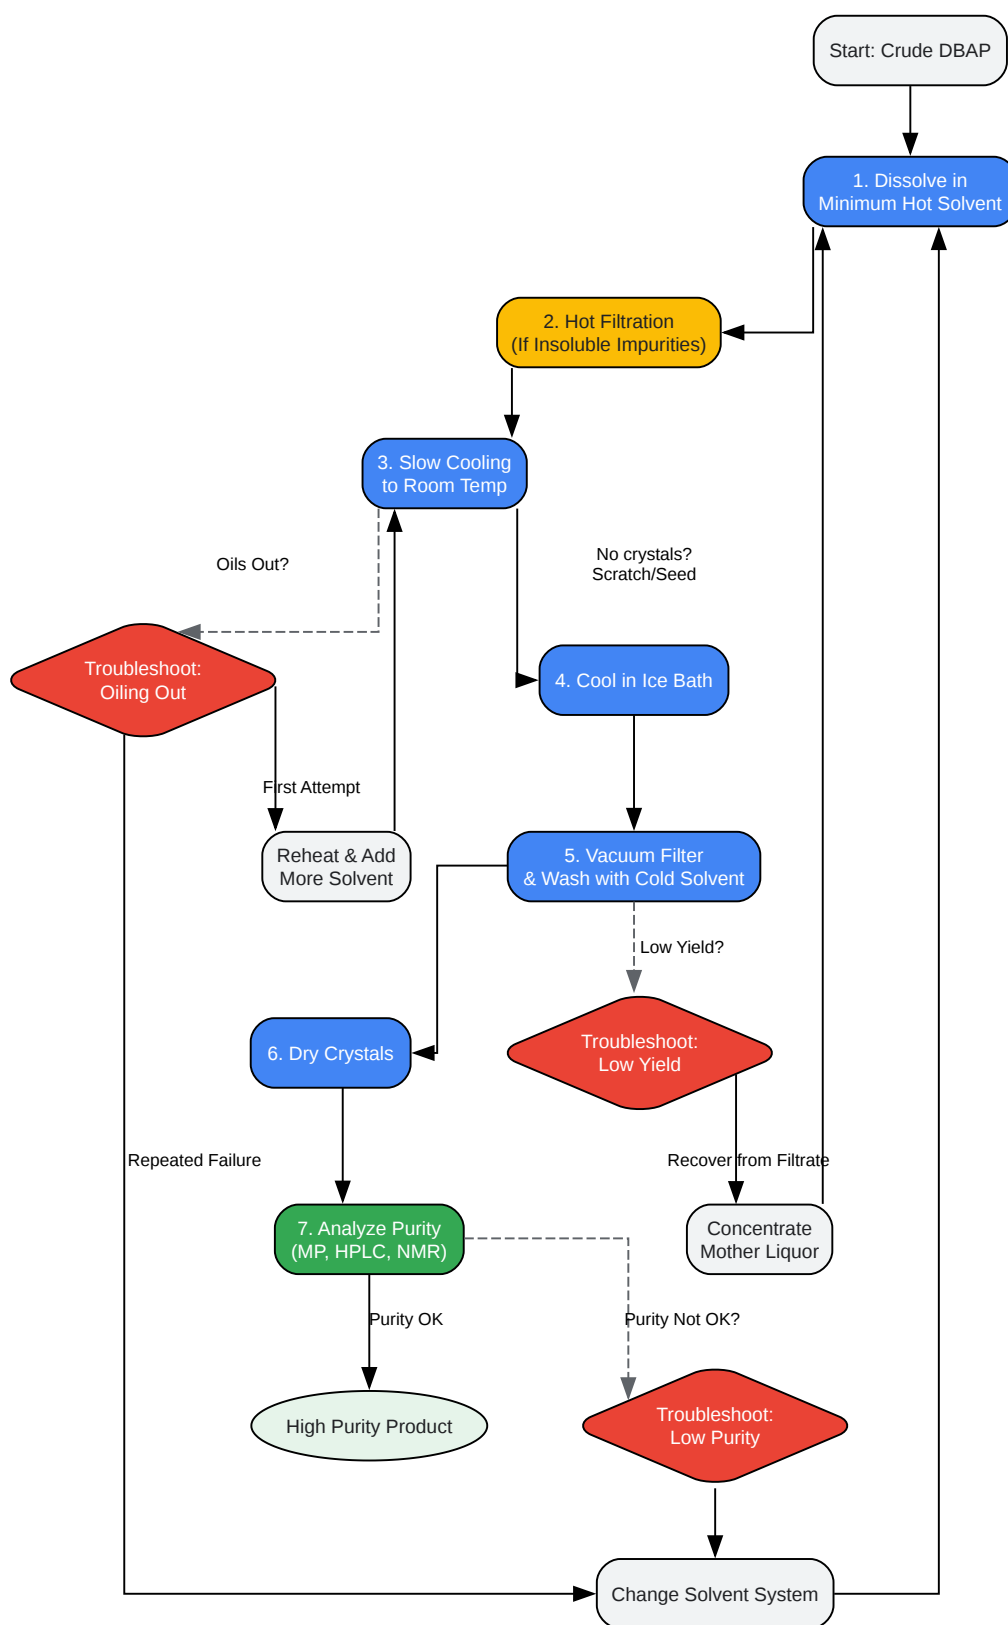 Start: Crude DBAP
1. Dissolve in
Minimum Hot Solvent
2. Hot Filtration
(If Insoluble Impurities)
3. Slow Cooling
to Room Temp
Oils Out?
No crystals?
Scratch/Seed
Troubleshoot:
Oiling Out
4. Cool in Ice Bath
First Attempt
Reheat & Add
More Solvent
5. Vacuum Filter
& Wash with Cold Solvent
Low Yield?
6. Dry Crystals
Troubleshoot:
Low Yield
Repeated Failure
Recover from Filtrate
7. Analyze Purity
(MP, HPLC, NMR)
Concentrate
Mother Liquor
Purity OK
Purity Not OK?
High Purity Product
Troubleshoot:
Low Purity
Change Solvent System